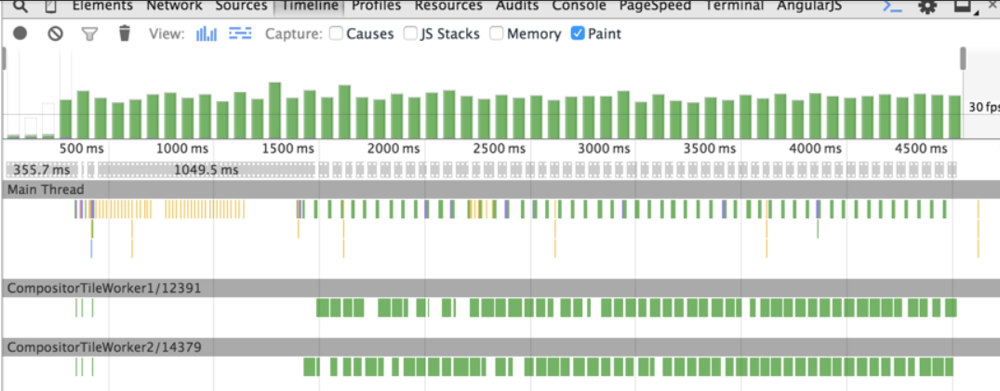 Elements Network Sources Timeline Profiles Resources Audits Console PageSpeed Terminal AngularJS
View: Capture: Causes JS Stacks Memory Paint
30 fps
500 ms 1000 ms 1500 ms 2000 ms 2500 ms 3000 ms 3500 ms 4000 ms 4500 ms
355.7 ms 1049.5 ms
Main Thread
CompositorTileWorker1/12391
CompositorTileWorker2/14379